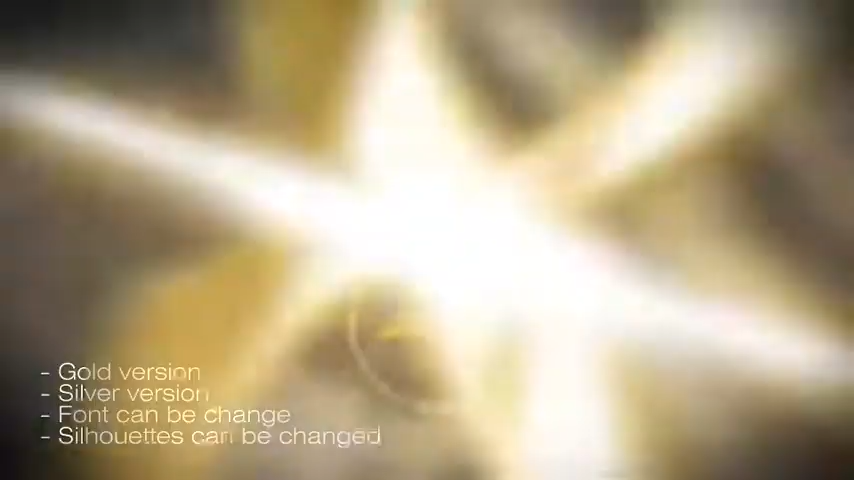 - Gold version
- Silver version
- Font can be change
- Silhouettes can be changed